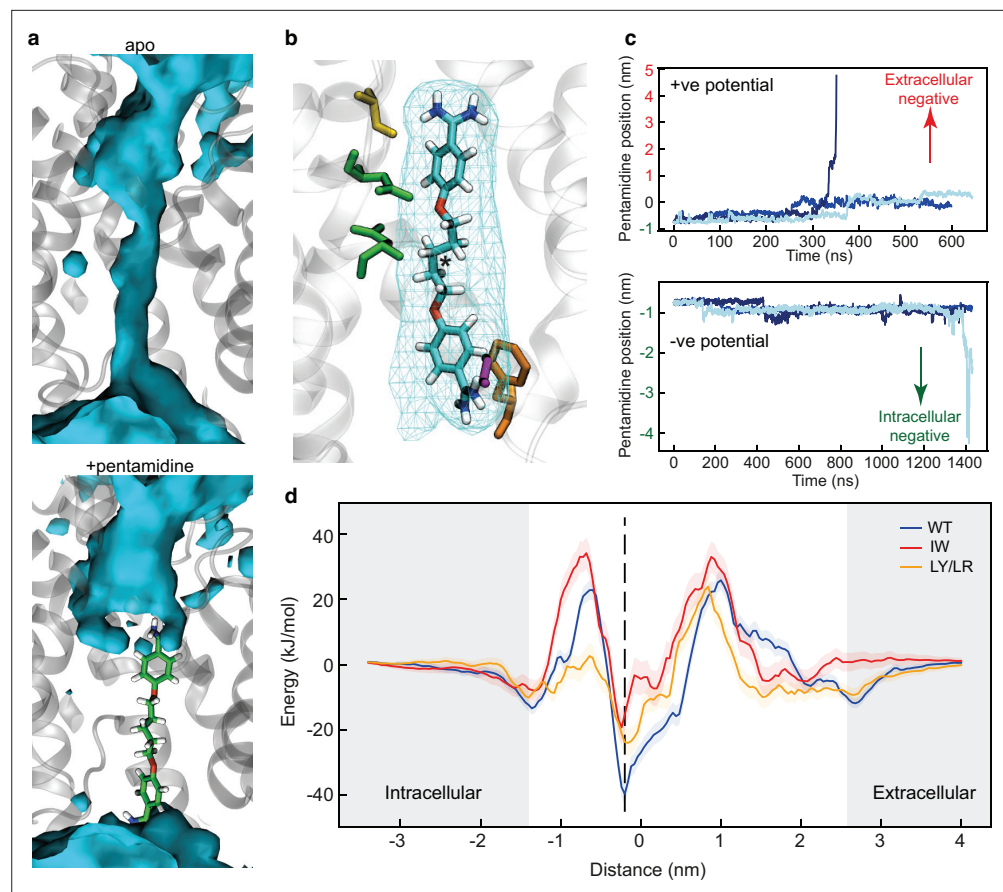 a
apo
+pentamidine
b
*
c
+ve potential
Extracellular
negative
Pentamidine position (nm)
5
4
3
2
1
0
-1
0 100 200 300 400 500 600
Time (ns)
-ve potential
Intracellular
negative
Pentamidine position (nm)
-1
-2
-3
-4
0 200 400 600 800 1000 1200 1400
Time (ns)
d
WT
IW
LY/LR
Energy (kJ/mol)
40
20
0
-20
-40
Intracellular
Extracellular
-3 -2 -1 0 1 2 3 4
Distance (nm)